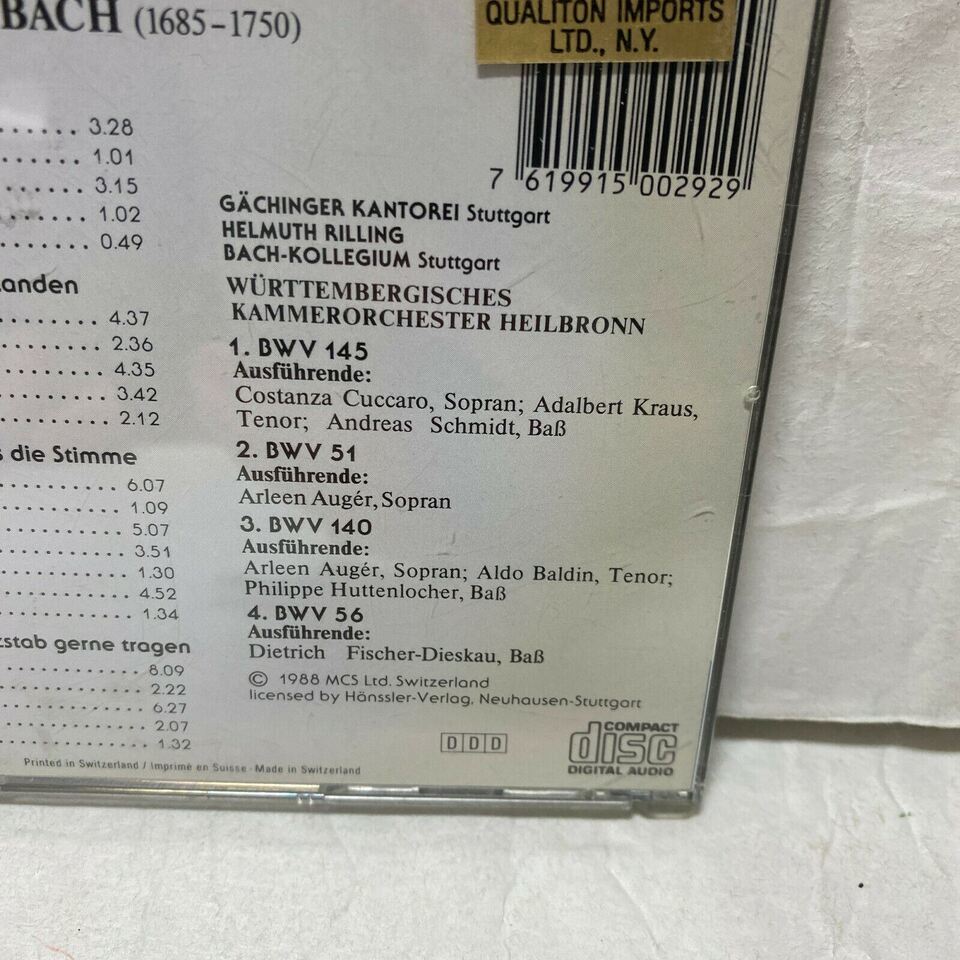 BACH (1685–1750)
QUALITON IMPORTS
LTD., N.Y.
7 619915 002929
3.28
1.01
3.15
1.02
0.49
anden
4.37
2.36
4.35
3.42
2.12
s die Stimme
6.07
1.09
5.07
3.51
1.30
4.52
1.34
zstab gerne tragen
8.09
2.22
6.27
2.07
1.32
GÄCHINGER KANTOREI Stuttgart
HELMUTH RILLING
BACH-KOLLEGIUM Stuttgart
WÜRTTEMBERGISCHES
KAMMERORCHESTER HEILBRONN
1. BWV 145
Ausführende:
Costanza Cuccaro, Sopran; Adalbert Kraus,
Tenor; Andreas Schmidt, Baß
2. BWV 51
Ausführende:
Arleen Augér, Sopran
3. BWV 140
Ausführende:
Arleen Augér, Sopran; Aldo Baldin, Tenor;
Philippe Huttenlocher, Baß
4. BWV 56
Ausführende:
Dietrich Fischer-Dieskau, Baß
© 1988 MCS Ltd. Switzerland
licensed by Hänssler-Verlag, Neuhausen-Stuttgart
DDD
COMPACT
disc
DIGITAL AUDIO
Printed in Switzerland / Imprimé en Suisse · Made in Switzerland